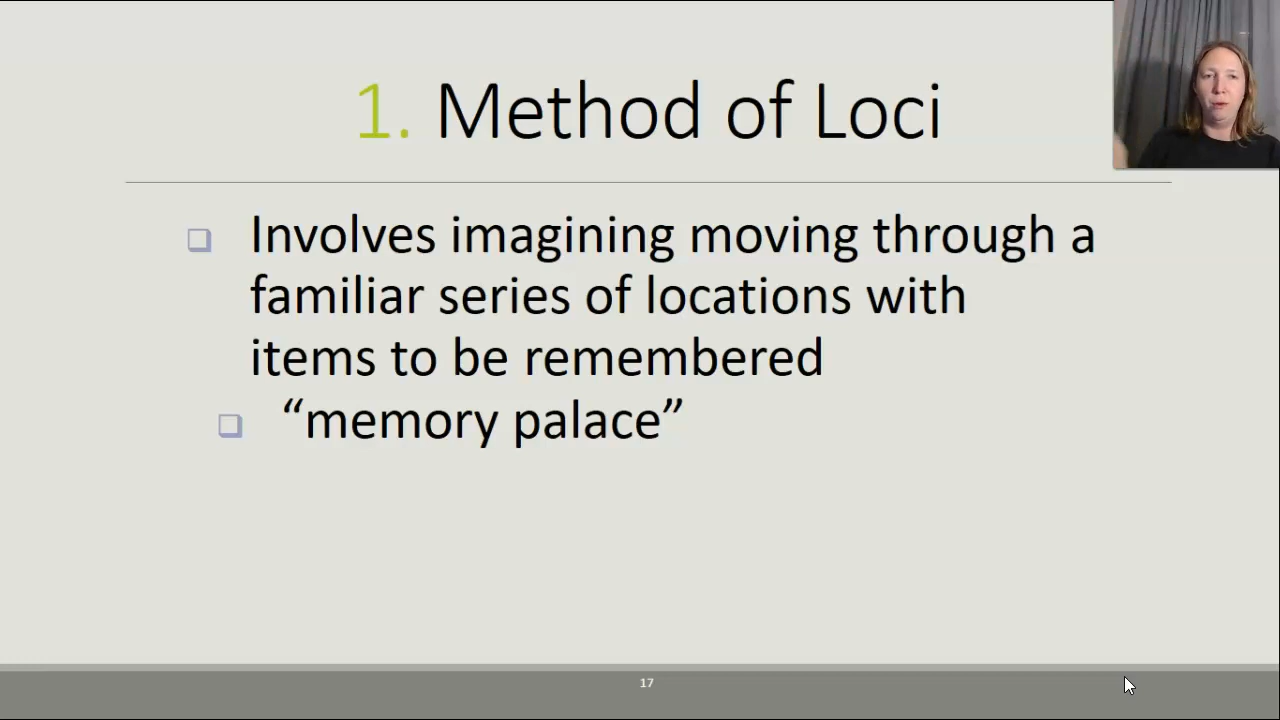 1. Method of Loci
Involves imagining moving through a
familiar series of locations with
items to be remembered
“memory palace”
17